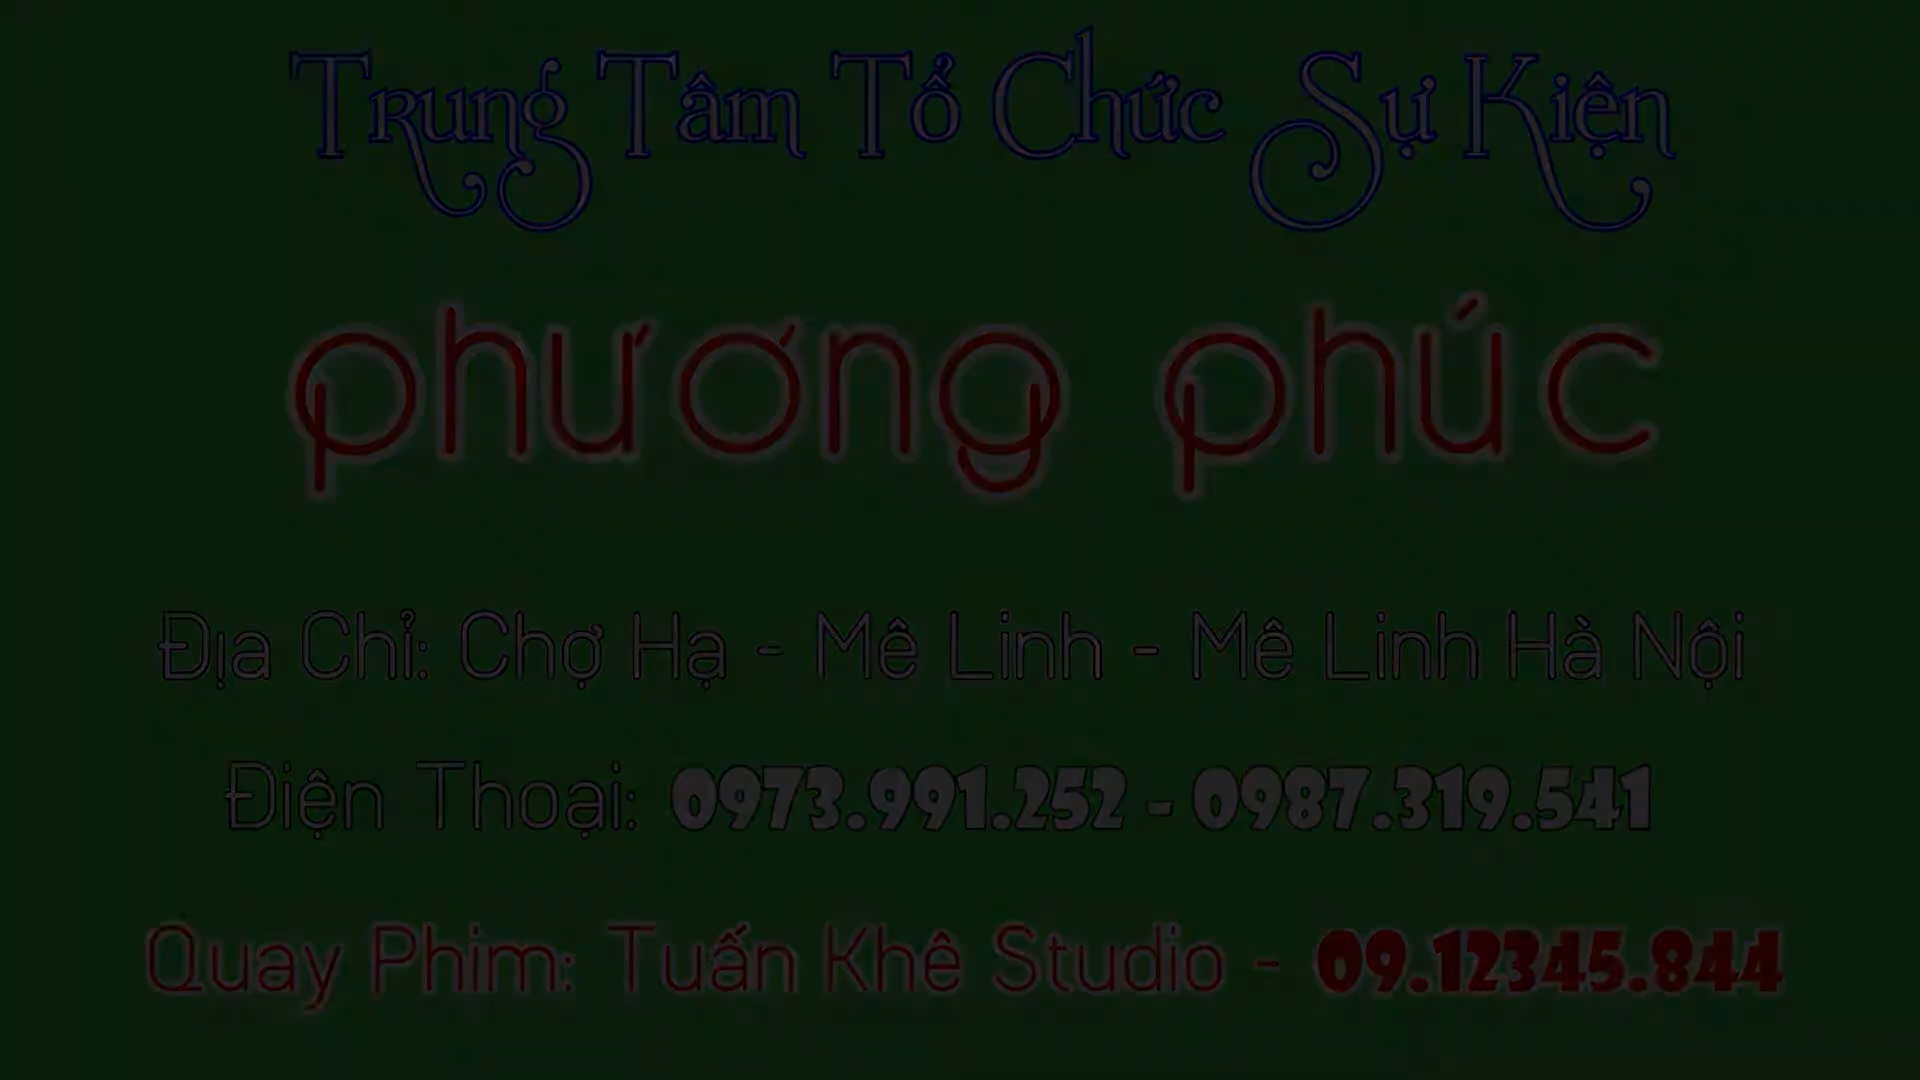 Trung Tâm Tổ Chức Sự Kiện
phương phúc
Địa Chỉ: Chợ Hạ - Mê Linh - Mê Linh Hà Nội
Điện Thoại: 0973.991.252 - 0987.319.541
Quay Phim: Tuấn Khê Studio - 09.12345.844